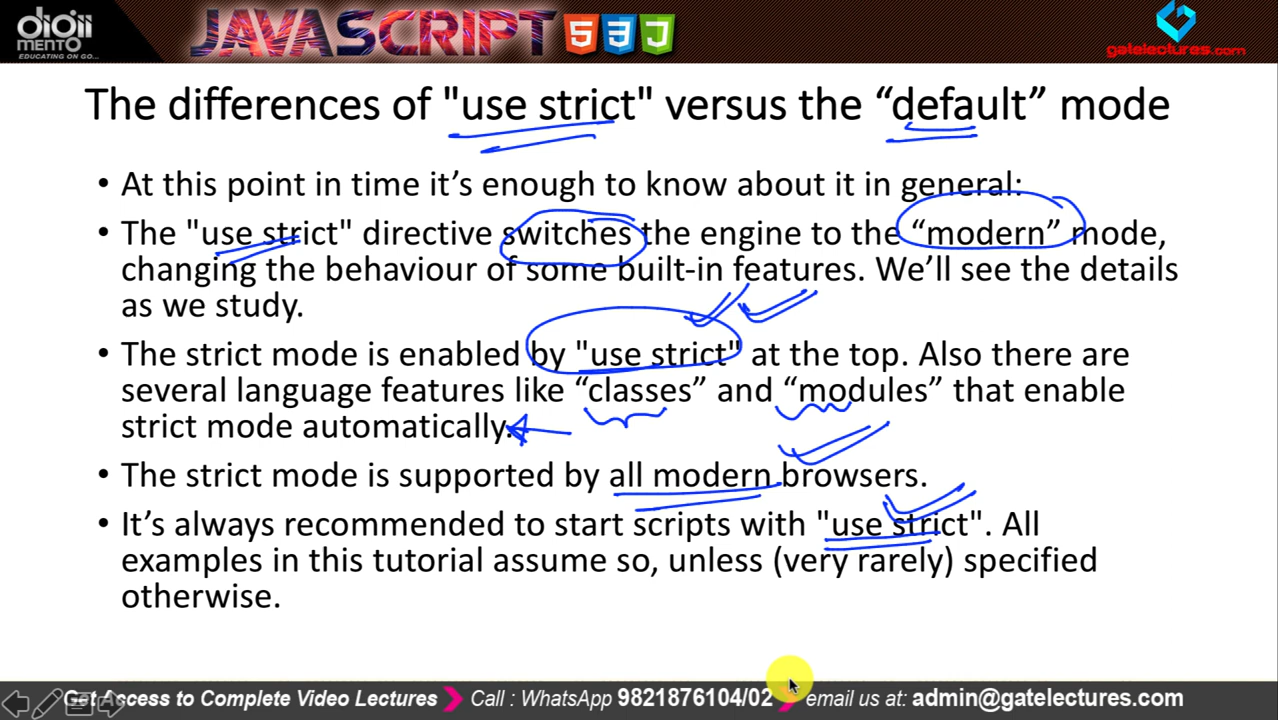 didii
MENTO
EDUCATING ON GO...
JAVASCRIPT
5 3 J
gatelectures.com
The differences of "use strict" versus the “default” mode
• At this point in time it’s enough to know about it in general:
• The "use strict" directive switches the engine to the “modern” mode,
changing the behaviour of some built-in features. We’ll see the details
as we study.
• The strict mode is enabled by "use strict" at the top. Also there are
several language features like “classes” and “modules” that enable
strict mode automatically.
• The strict mode is supported by all modern browsers.
• It’s always recommended to start scripts with "use strict". All
examples in this tutorial assume so, unless (very rarely) specified
otherwise.
Get Access to Complete Video Lectures Call : WhatsApp 9821876104/02 email us at: admin@gatelectures.com